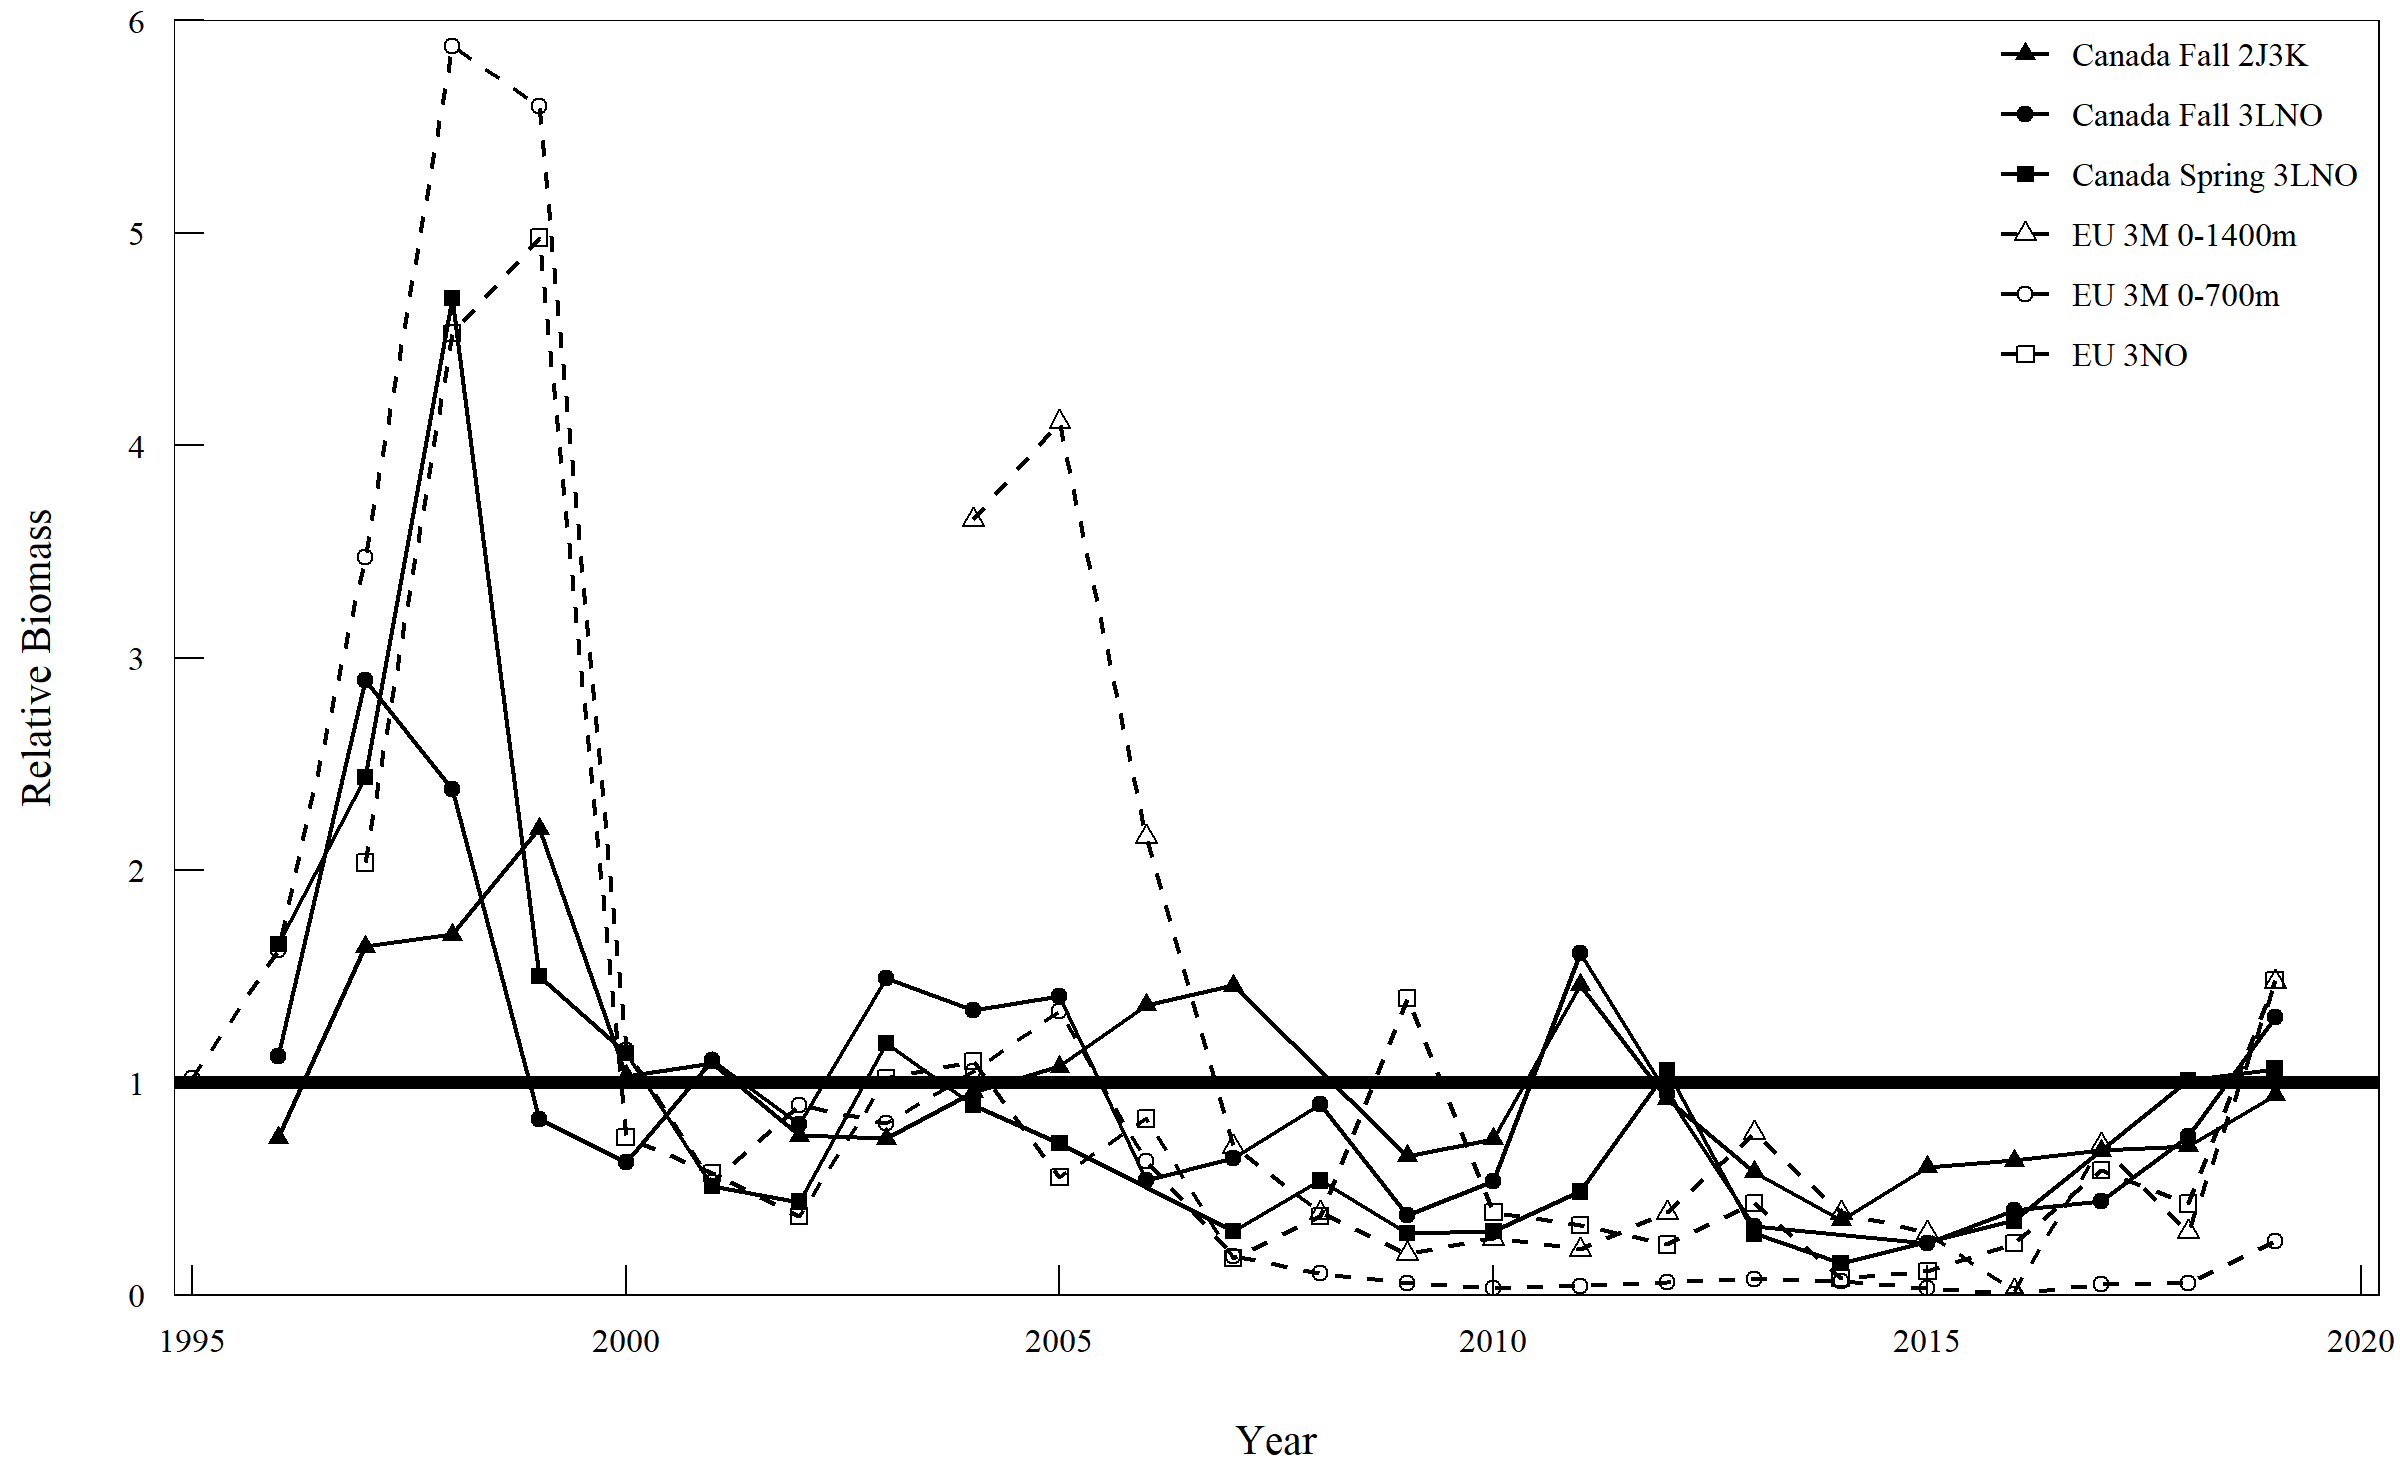 6
5
4
3
2
1
0
Relative Biomass
Canada Fall 2J3K
Canada Fall 3LNO
Canada Spring 3LNO
EU 3M 0-1400m
EU 3M 0-700m
EU 3NO
1995 2000 2005 2010 2015 2020
Year